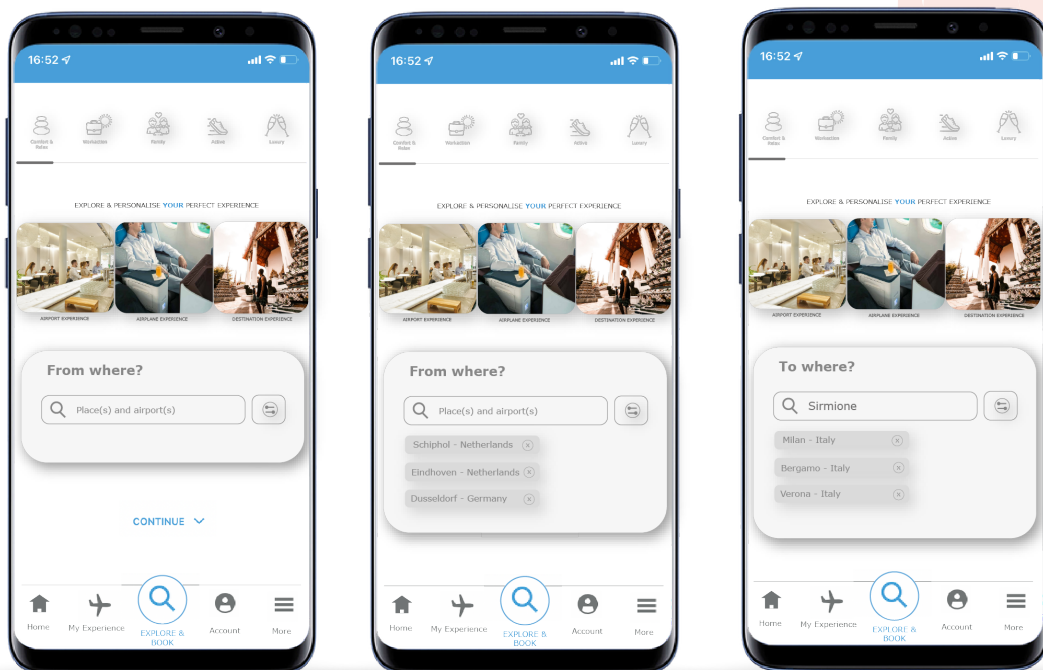 16:52
Comfort & Relax
Workaction
Family
Active
Luxury
EXPLORE & PERSONALISE YOUR PERFECT EXPERIENCE
AIRPORT EXPERIENCE
AIRPLANE EXPERIENCE
DESTINATION EXPERIENCE
From where?
Place(s) and airport(s)
CONTINUE
Home
My Experience
EXPLORE &
BOOK
Account
More
16:52
Comfort &
Relax
Workaction
Family
Active
Luxury
EXPLORE & PERSONALISE YOUR PERFECT EXPERIENCE
AIRPORT EXPERIENCE
AIRPLANE EXPERIENCE
DESTINATION EXPERIENCE
From where?
Place(s) and airport(s)
Schiphol - Netherlands
Eindhoven - Netherlands
Dusseldorf - Germany
Home
My Experience
EXPLORE &
BOOK
Account
More
16:52
Comfort &
Relax
Workaction
Family
Active
Luxury
EXPLORE & PERSONALISE YOUR PERFECT EXPERIENCE
AIRPORT EXPERIENCE
AIRPLANE EXPERIENCE
DESTINATION EXPERIENCE
To where?
Sirmione
Milan - Italy
Bergamo - Italy
Verona - Italy
Home
My Experience
EXPLORE &
BOOK
Account
More